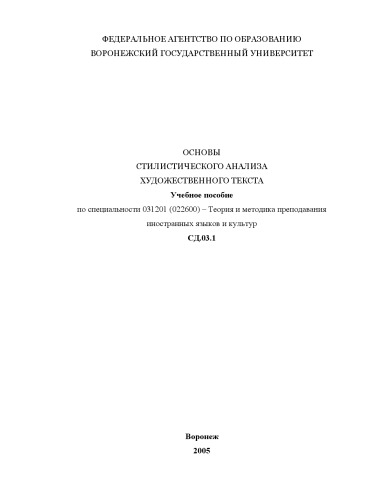 ФЕДЕРАЛЬНОЕ АГЕНТСТВО ПО ОБРАЗОВАНИЮ
ВОРОНЕЖСКИЙ ГОСУДАРСТВЕННЫЙ УНИВЕРСИТЕТ
ОСНОВЫ
СТИЛИСТИЧЕСКОГО АНАЛИЗА
ХУДОЖЕСТВЕННОГО ТЕКСТА
Учебное пособие
по специальности 031201 (022600) – Теория и методика преподавания
иностранных языков и культур
СД.03.1
Воронеж
2005